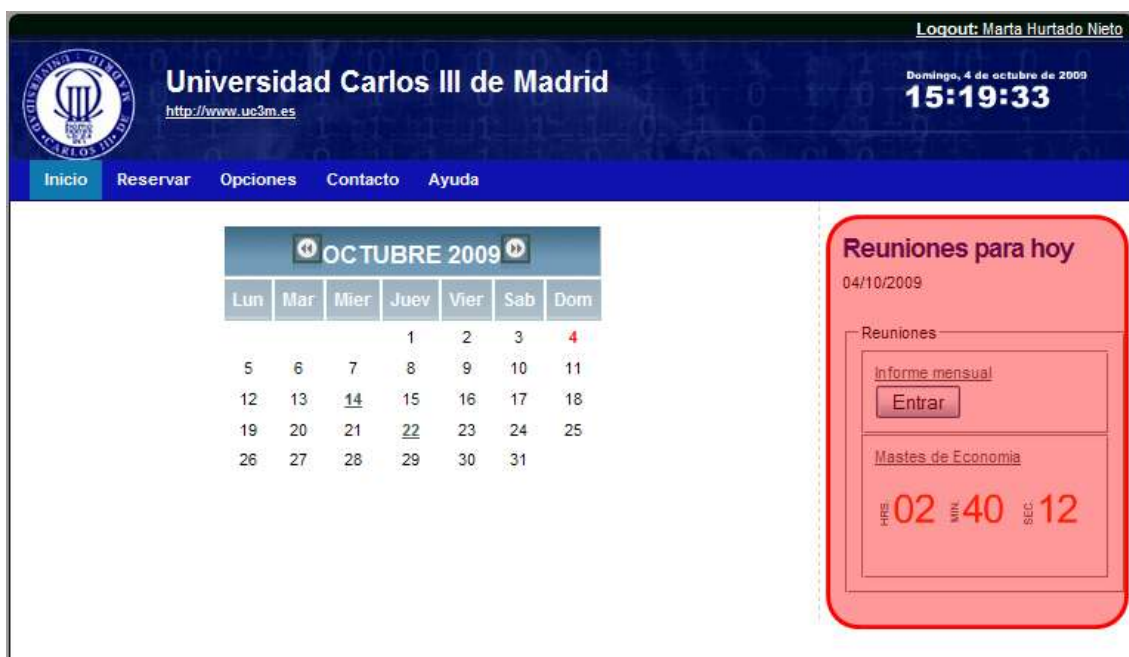 Logout: Marta Hurtado Nieto
Universidad Carlos III de Madrid
http://www.uc3m.es
Domingo, 4 de octubre de 2009
15:19:33
Inicio Reservar Opciones Contacto Ayuda
OCTUBRE 2009
Lun Mar Mier Juev Vier Sab Dom
1 2 3 4
5 6 7 8 9 10 11
12 13 14 15 16 17 18
19 20 21 22 23 24 25
26 27 28 29 30 31
Reuniones para hoy
04/10/2009
Reuniones
Informe mensual
Entrar
Mastes de Economia
HRS 02 MIN 40 SEC 12